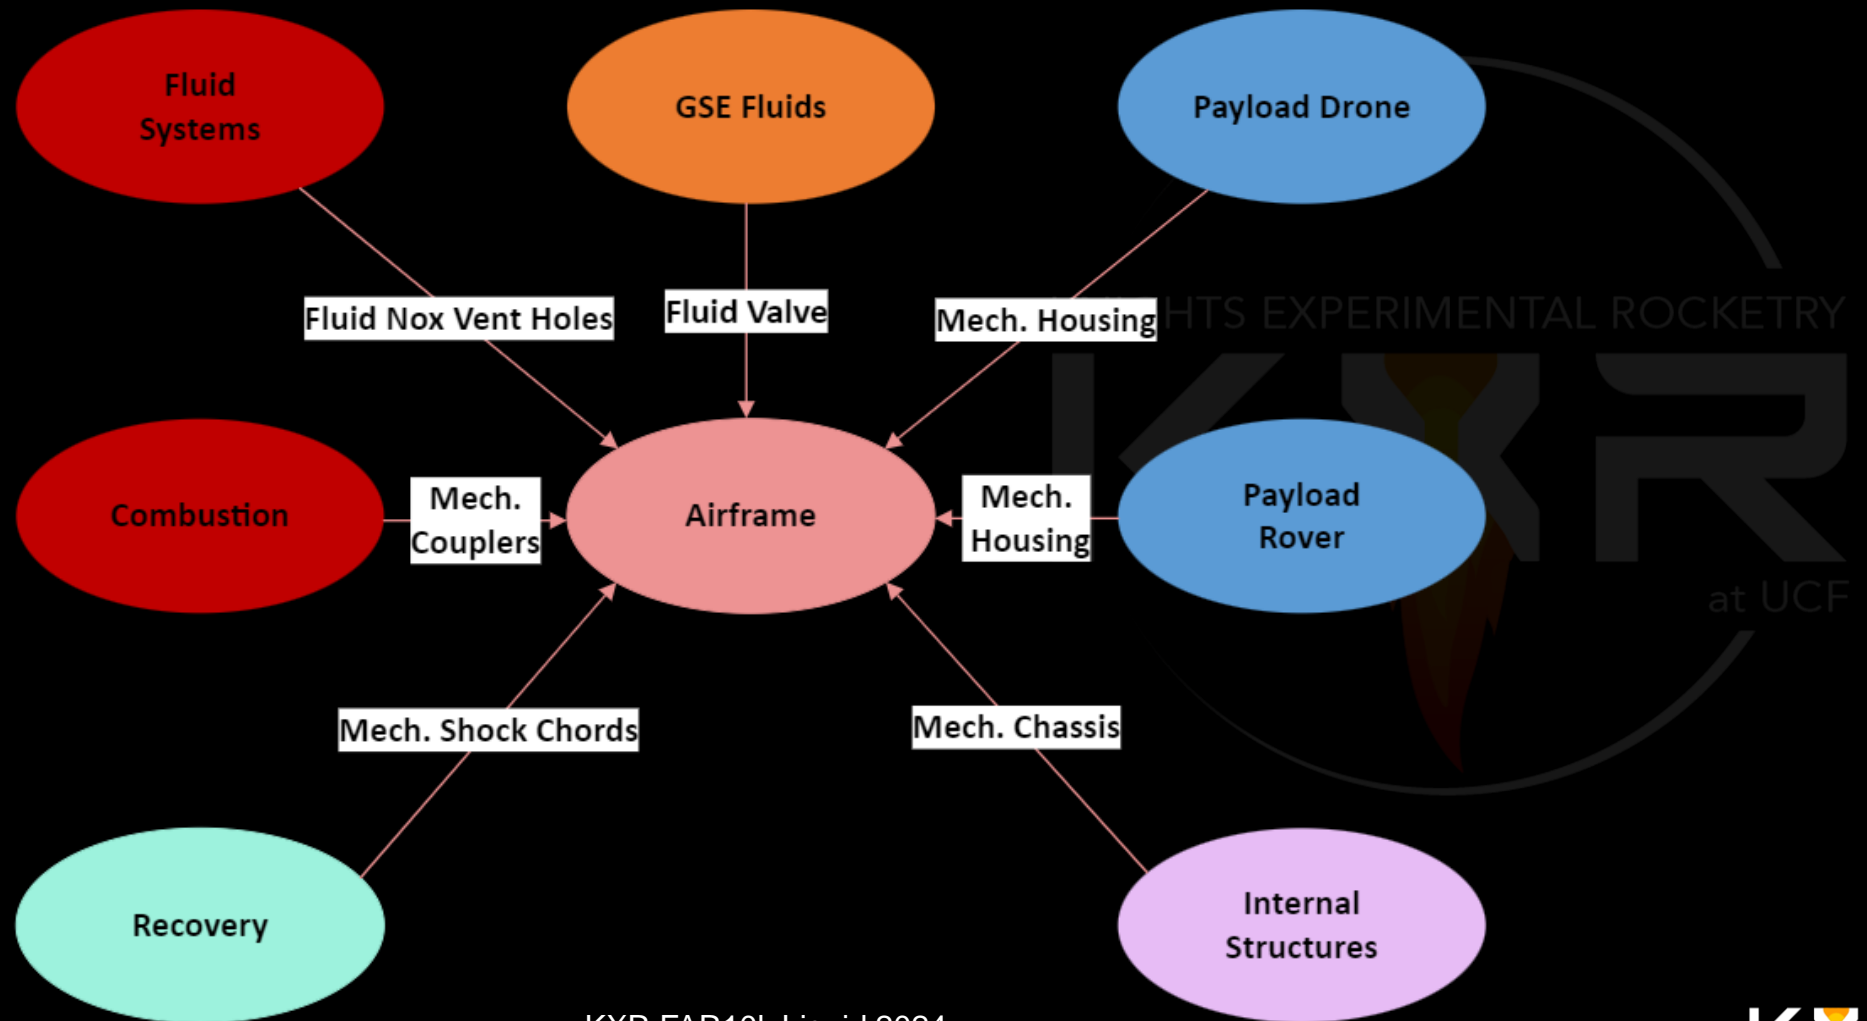 Fluid
Systems
GSE Fluids
Payload Drone
Fluid Nox Vent Holes
Fluid Valve
Mech. Housing
HTS EXPERIMENTAL ROCKETRY
KXR
at UCF
Combustion
Mech.
Couplers
Airframe
Mech.
Housing
Payload
Rover
Mech. Shock Chords
Mech. Chassis
Recovery
Internal
Structures